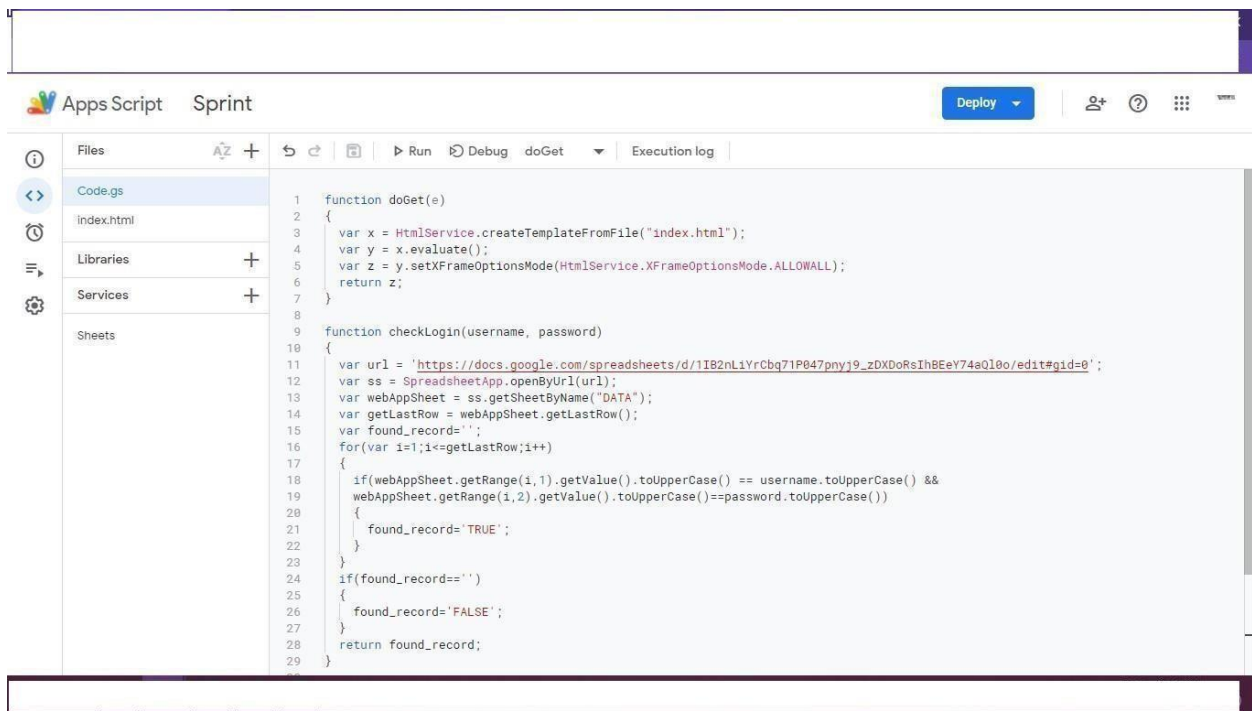 Apps Script Sprint Deploy
Files AZ Run Debug doGet Execution log
Code.gs
index.html
Libraries
Services
Sheets
1 function doGet(e)
2 {
3 var x = HtmlService.createTemplateFromFile("index.html");
4 var y = x.evaluate();
5 var z = y.setXFrameOptionsMode(HtmlService.XFrameOptionsMode.ALLOWALL);
6 return z;
7 }
8
9 function checkLogin(username, password)
10 {
11 var url = 'https://docs.google.com/spreadsheets/d/1IB2nLiYrCbq71P047pnyj9_zDXDoRsIhBEeY74aQl0o/edit#gid=0';
12 var ss = SpreadsheetApp.openByUrl(url);
13 var webAppSheet = ss.getSheetByName("DATA");
14 var getLastRow = webAppSheet.getLastRow();
15 var found_record='';
16 for(var i=1;i<=getLastRow;i++)
17 {
18 if(webAppSheet.getRange(i,1).getValue().toUpperCase() == username.toUpperCase() &&
19 webAppSheet.getRange(i,2).getValue().toUpperCase()==password.toUpperCase())
20 {
21 found_record='TRUE';
22 }
23 }
24 if(found_record=='')
25 {
26 found_record='FALSE';
27 }
28 return found_record;
29 }